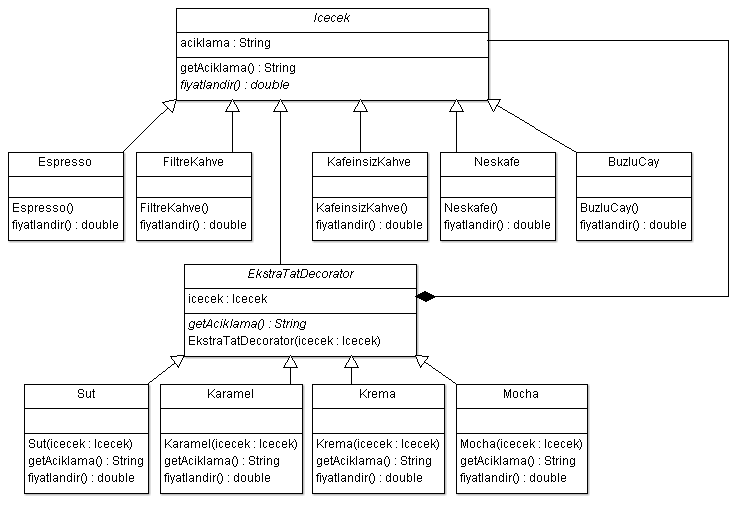 Icecek
aciklama : String
getAciklama() : String
fiyatlandir() : double
Espresso
Espresso()
fiyatlandir() : double
FiltreKahve
FiltreKahve()
fiyatlandir() : double
KafeinsizKahve
KafeinsizKahve()
fiyatlandir() : double
Neskafe
Neskafe()
fiyatlandir() : double
BuzluCay
BuzluCay()
fiyatlandir() : double
EkstraTatDecorator
icecek : Icecek
getAciklama() : String
EkstraTatDecorator(icecek : Icecek)
Sut
Sut(icecek : Icecek)
getAciklama() : String
fiyatlandir() : double
Karamel
Karamel(icecek : Icecek)
getAciklama() : String
fiyatlandir() : double
Krema
Krema(icecek : Icecek)
getAciklama() : String
fiyatlandir() : double
Mocha
Mocha(icecek : Icecek)
getAciklama() : String
fiyatlandir() : double